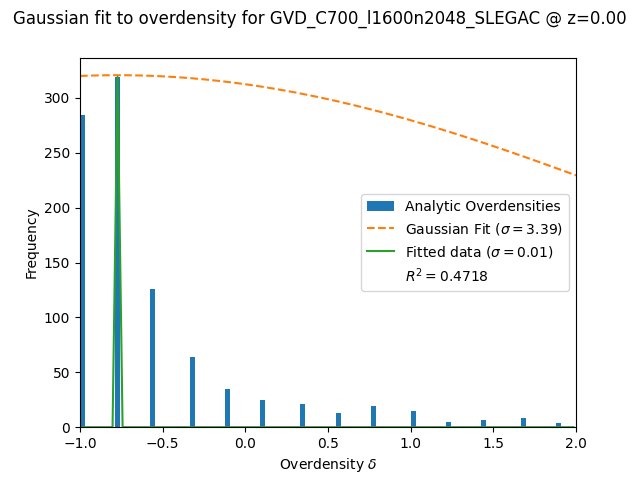 Gaussian fit to overdensity for GVD_C700_l1600n2048_SLEGAC @ z=0.00
300
250
200
150
100
50
0
Frequency
Analytic Overdensities
Gaussian Fit (σ = 3.39)
Fitted data (σ = 0.01)
R² = 0.4718
−1.0 −0.5 0.0 0.5 1.0 1.5 2.0
Overdensity δ